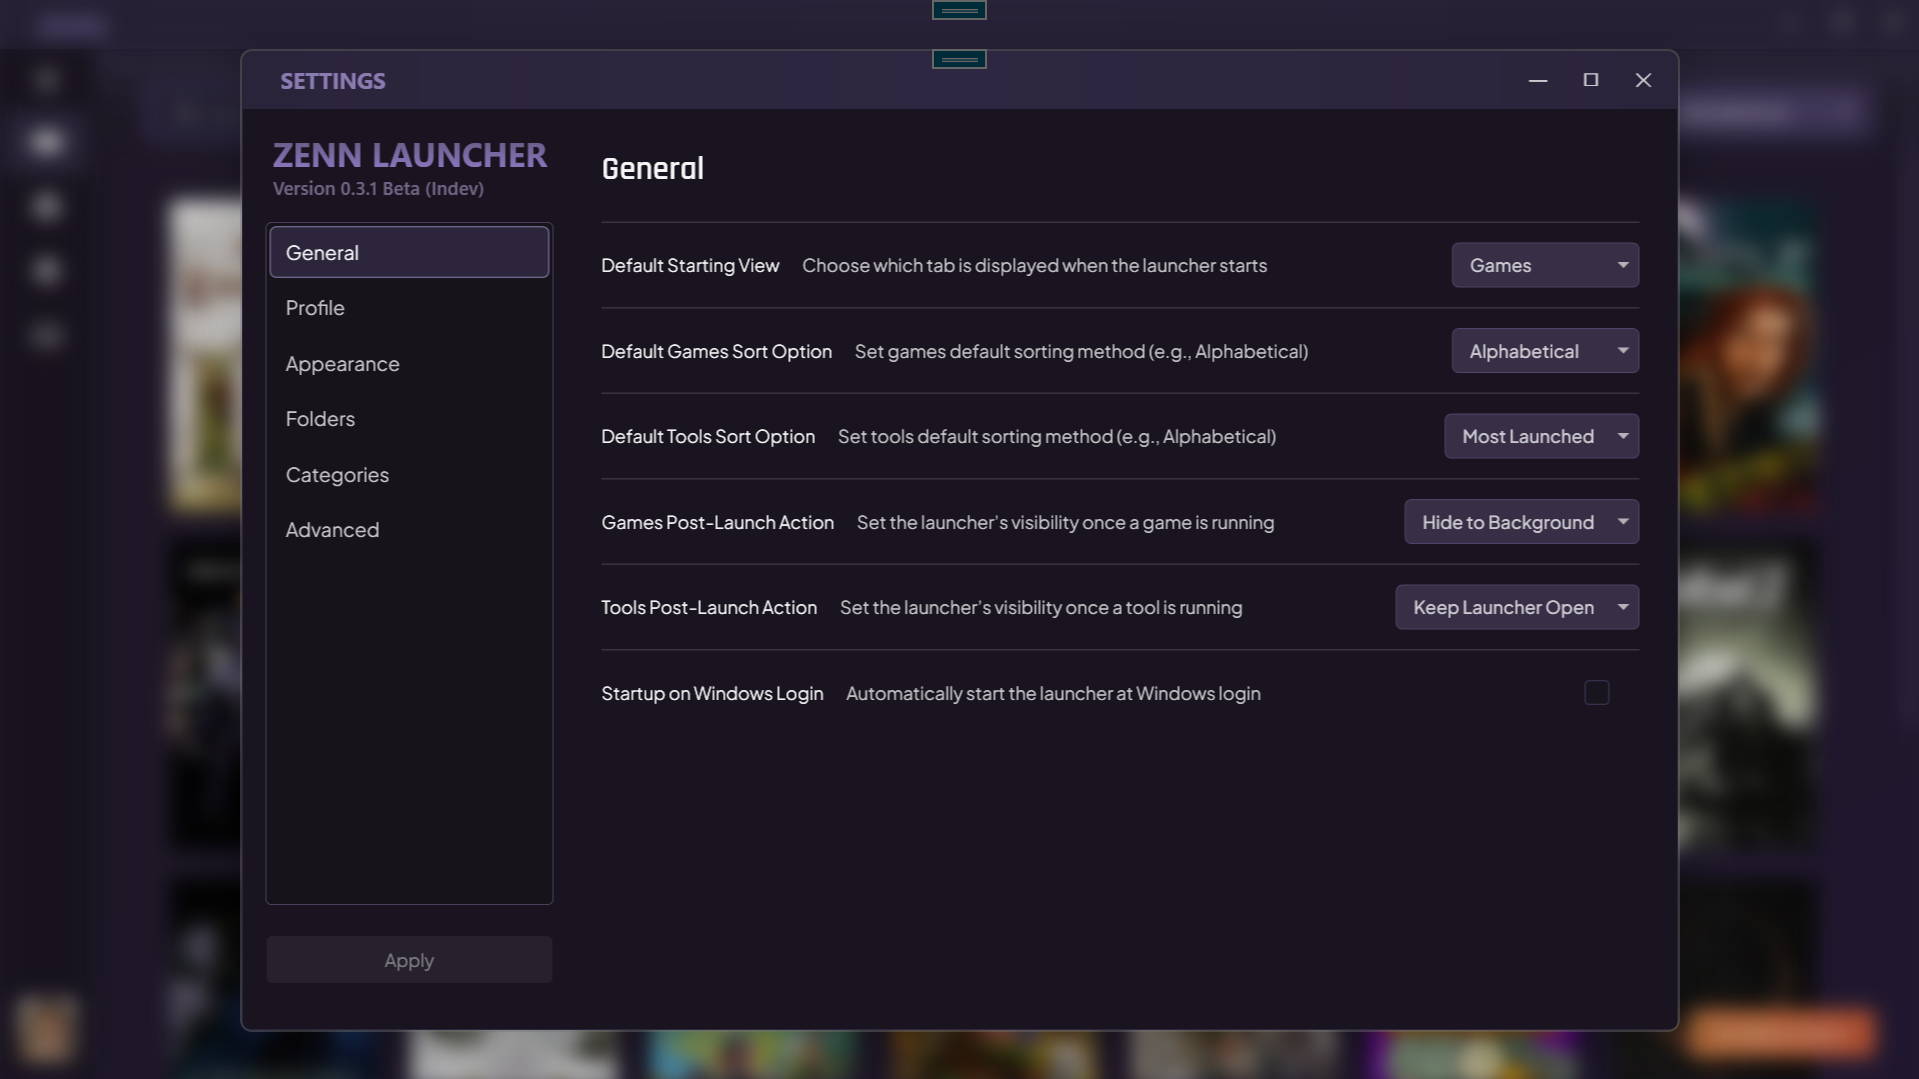 SETTINGS
ZENN LAUNCHER
Version 0.3.1 Beta (Indev)
General
Profile
Appearance
Folders
Categories
Advanced
Apply
General
Default Starting View Choose which tab is displayed when the launcher starts Games
Default Games Sort Option Set games default sorting method (e.g., Alphabetical) Alphabetical
Default Tools Sort Option Set tools default sorting method (e.g., Alphabetical) Most Launched
Games Post-Launch Action Set the launcher's visibility once a game is running Hide to Background
Tools Post-Launch Action Set the launcher's visibility once a tool is running Keep Launcher Open
Startup on Windows Login Automatically start the launcher at Windows login